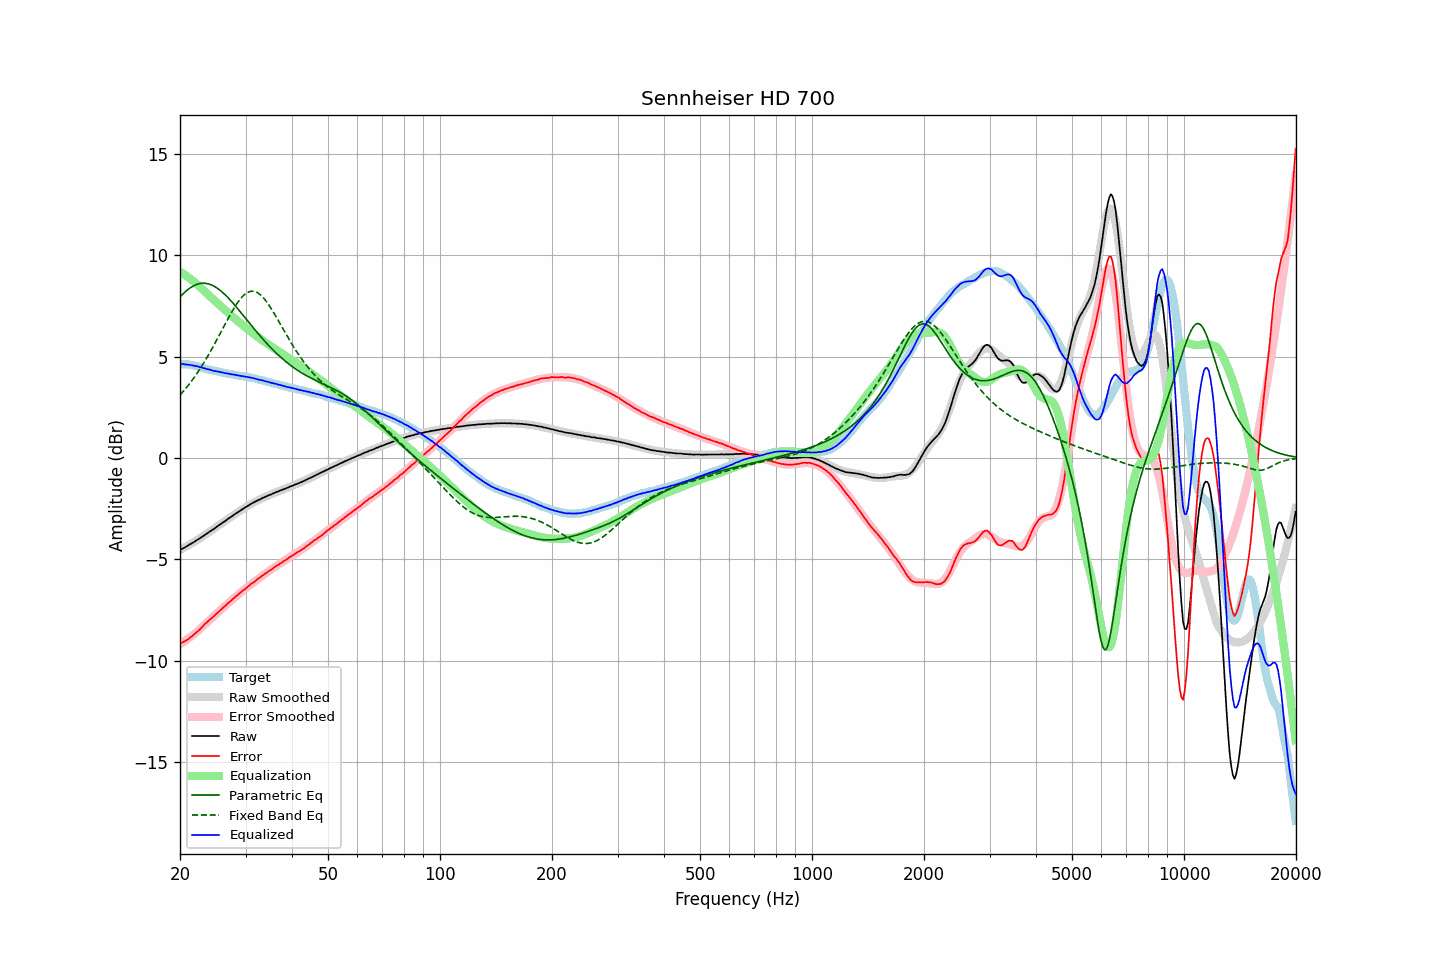 Sennheiser HD 700
Amplitude (dBr)
15
10
5
0
−5
−10
−15
Target
Raw Smoothed
Error Smoothed
Raw
Error
Equalization
Parametric Eq
Fixed Band Eq
Equalized
20 50 100 200 500 1000 2000 5000 10000 20000
Frequency (Hz)